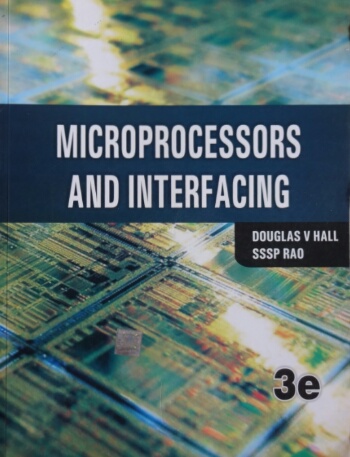 MICROPROCESSORS
AND INTERFACING
DOUGLAS V HALL
SSSP RAO
3e